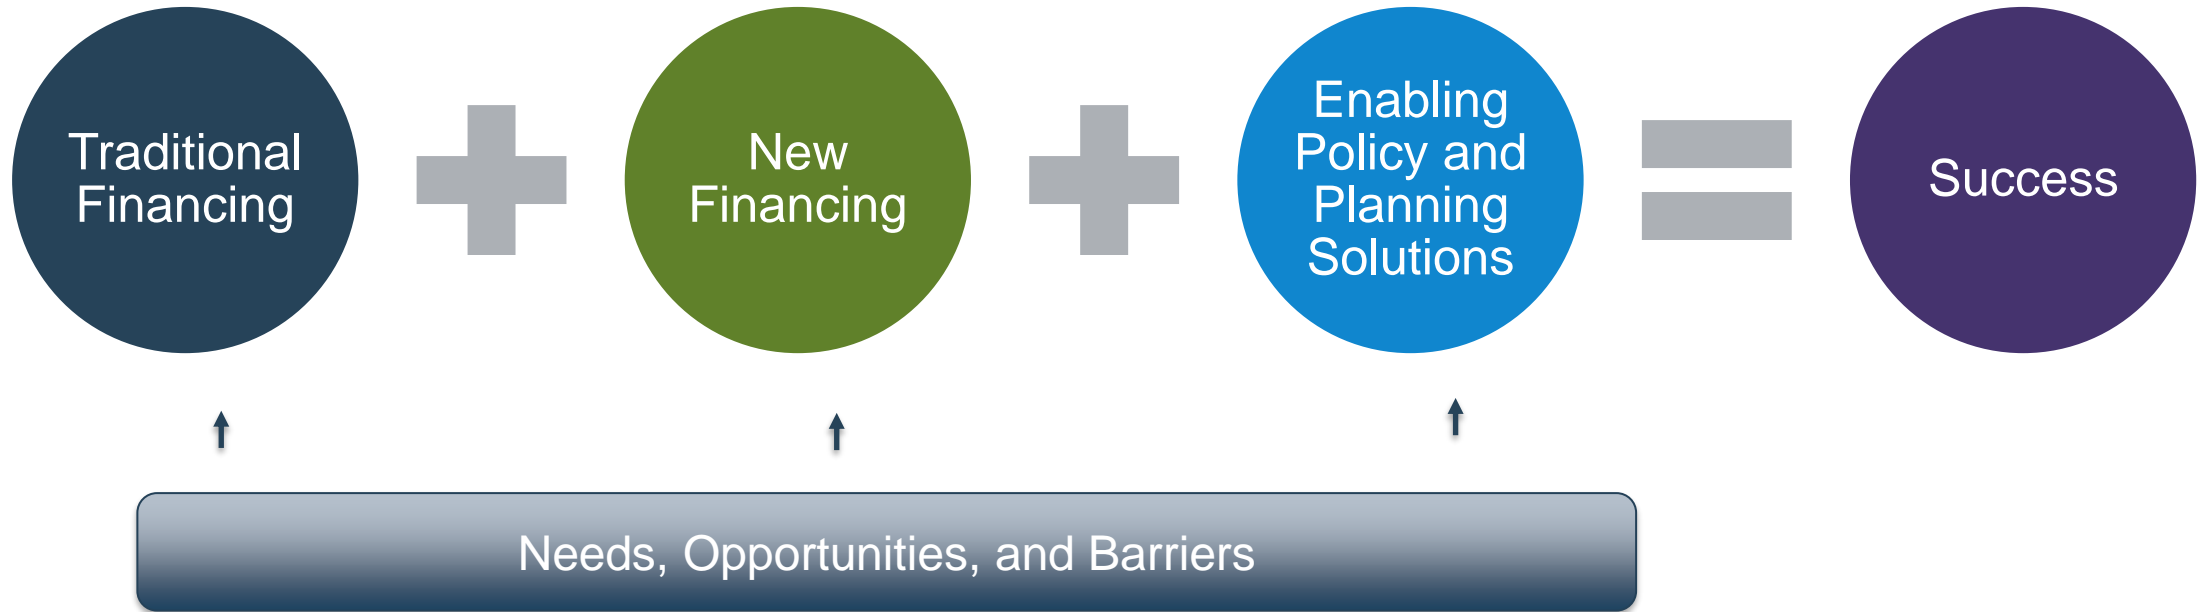 Traditional
Financing
New
Financing
Enabling
Policy and
Planning
Solutions
Success
Needs, Opportunities, and Barriers